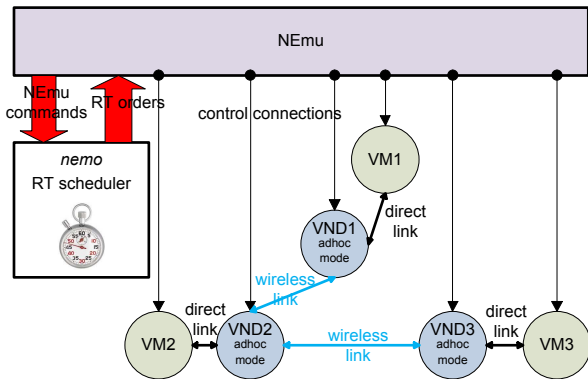 NEmu
NEmu
commands
RT orders
control connections
nemo
RT scheduler
VM1
direct
link
VND1
adhoc
mode
wireless
link
direct
link
wireless
link
direct
link
VM2
VND2
adhoc
mode
VND3
adhoc
mode
VM3